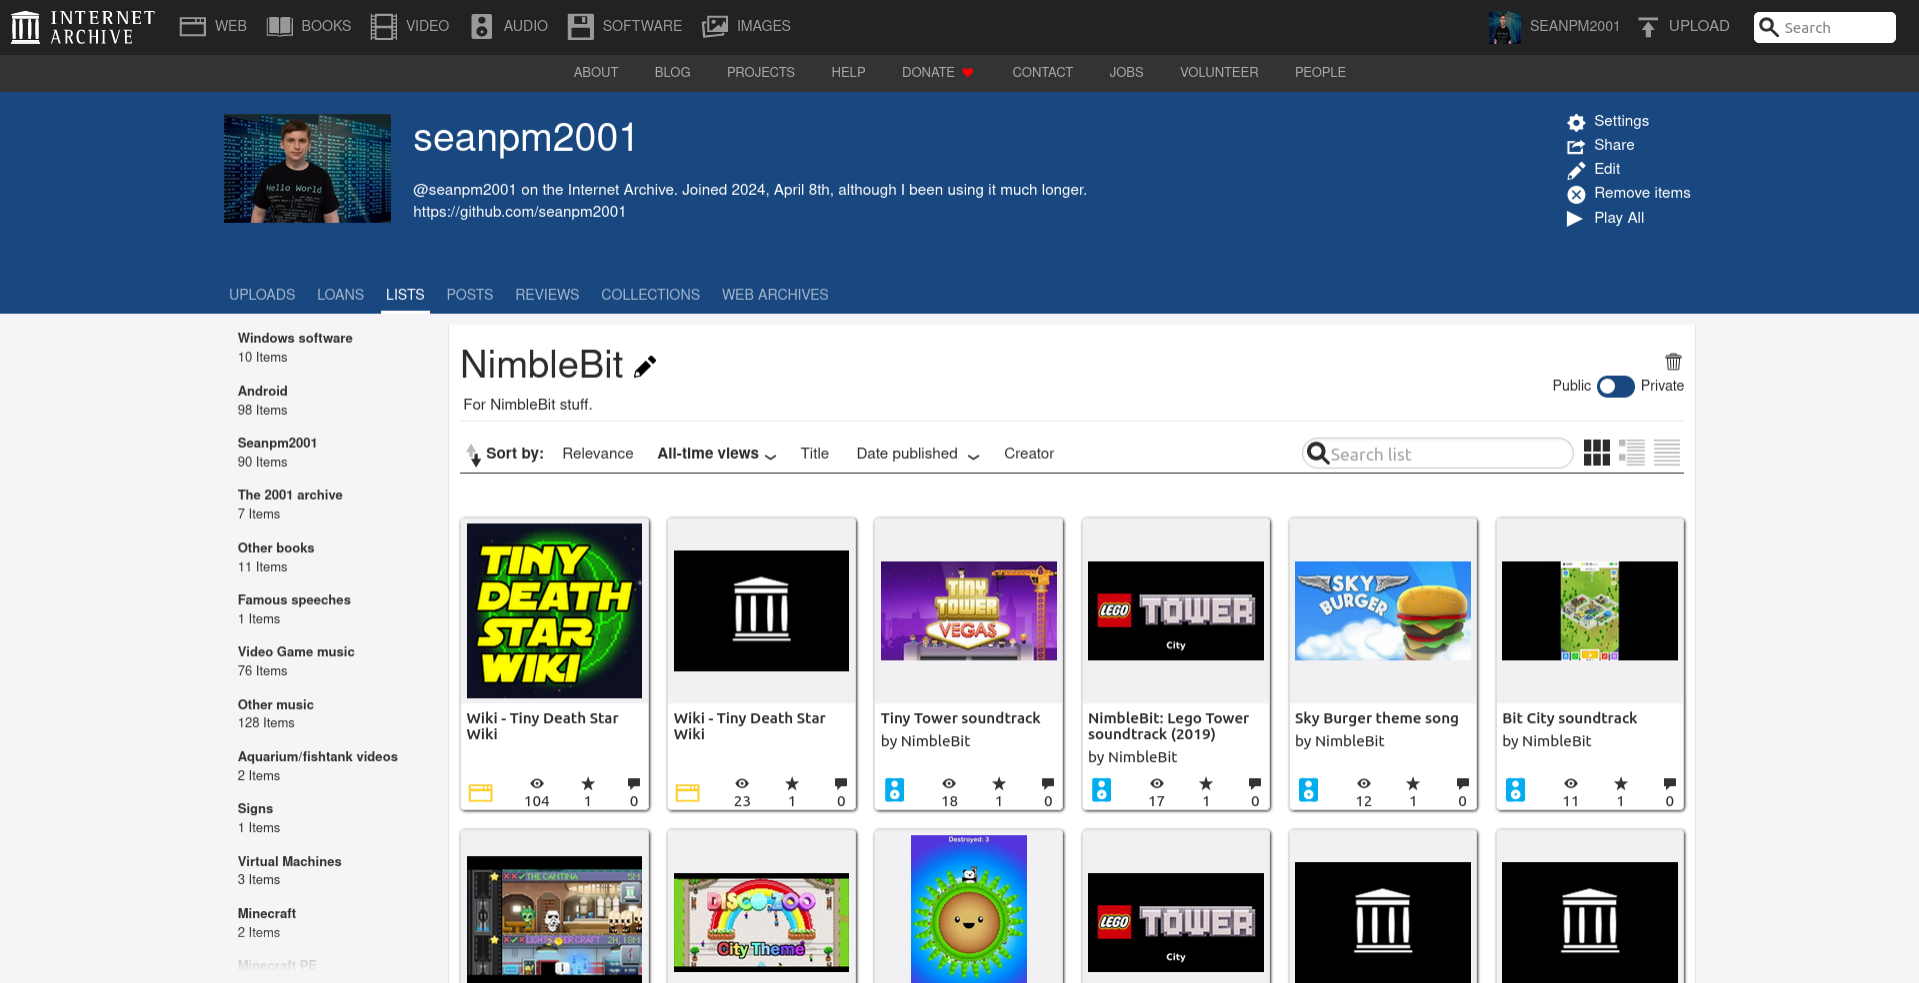 INTERNET
ARCHIVE
WEB
BOOKS
VIDEO
AUDIO
SOFTWARE
IMAGES
SEANPM2001
UPLOAD
Search
ABOUT
BLOG
PROJECTS
HELP
DONATE
CONTACT
JOBS
VOLUNTEER
PEOPLE
Hello World
seanpm2001
@seanpm2001 on the Internet Archive. Joined 2024, April 8th, although I been using it much longer.
https://github.com/seanpm2001
Settings
Share
Edit
Remove items
Play All
UPLOADS
LOANS
LISTS
POSTS
REVIEWS
COLLECTIONS
WEB ARCHIVES
Windows software
10 Items
Android
98 Items
Seanpm2001
90 Items
The 2001 archive
7 Items
Other books
11 Items
Famous speeches
1 Items
Video Game music
76 Items
Other music
128 Items
Aquarium/fishtank videos
2 Items
Signs
1 Items
Virtual Machines
3 Items
Minecraft
2 Items
Minecraft PE
NimbleBit
For NimbleBit stuff.
Public
Private
Sort by:
Relevance
All-time views
Title
Date published
Creator
Search list
TINY
DEATH
STAR
WIKI
Wiki - Tiny Death Star
Wiki
104
1
0
Wiki - Tiny Death Star
Wiki
23
1
0
TINY
TOWER
VEGAS
Tiny Tower soundtrack
by NimbleBit
18
1
0
LEGO TOWER
City
NimbleBit: Lego Tower
soundtrack (2019)
by NimbleBit
17
1
0
SKY
BURGER
Sky Burger theme song
by NimbleBit
12
1
0
Bit City soundtrack
by NimbleBit
11
1
0
THE CANTINA
5M
2H, 18M
DISCO ZOO
City Theme
Destroyed: 3
LEGO TOWER
City